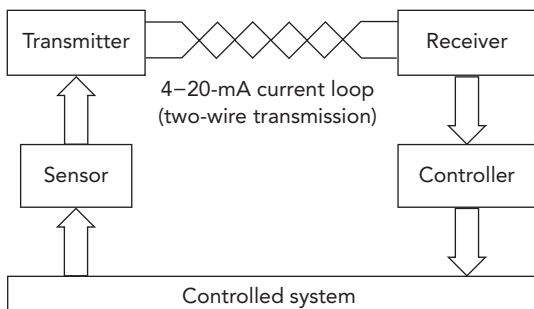 Transmitter
Receiver
4–20-mA current loop
(two-wire transmission)
Sensor
Controller
Controlled system